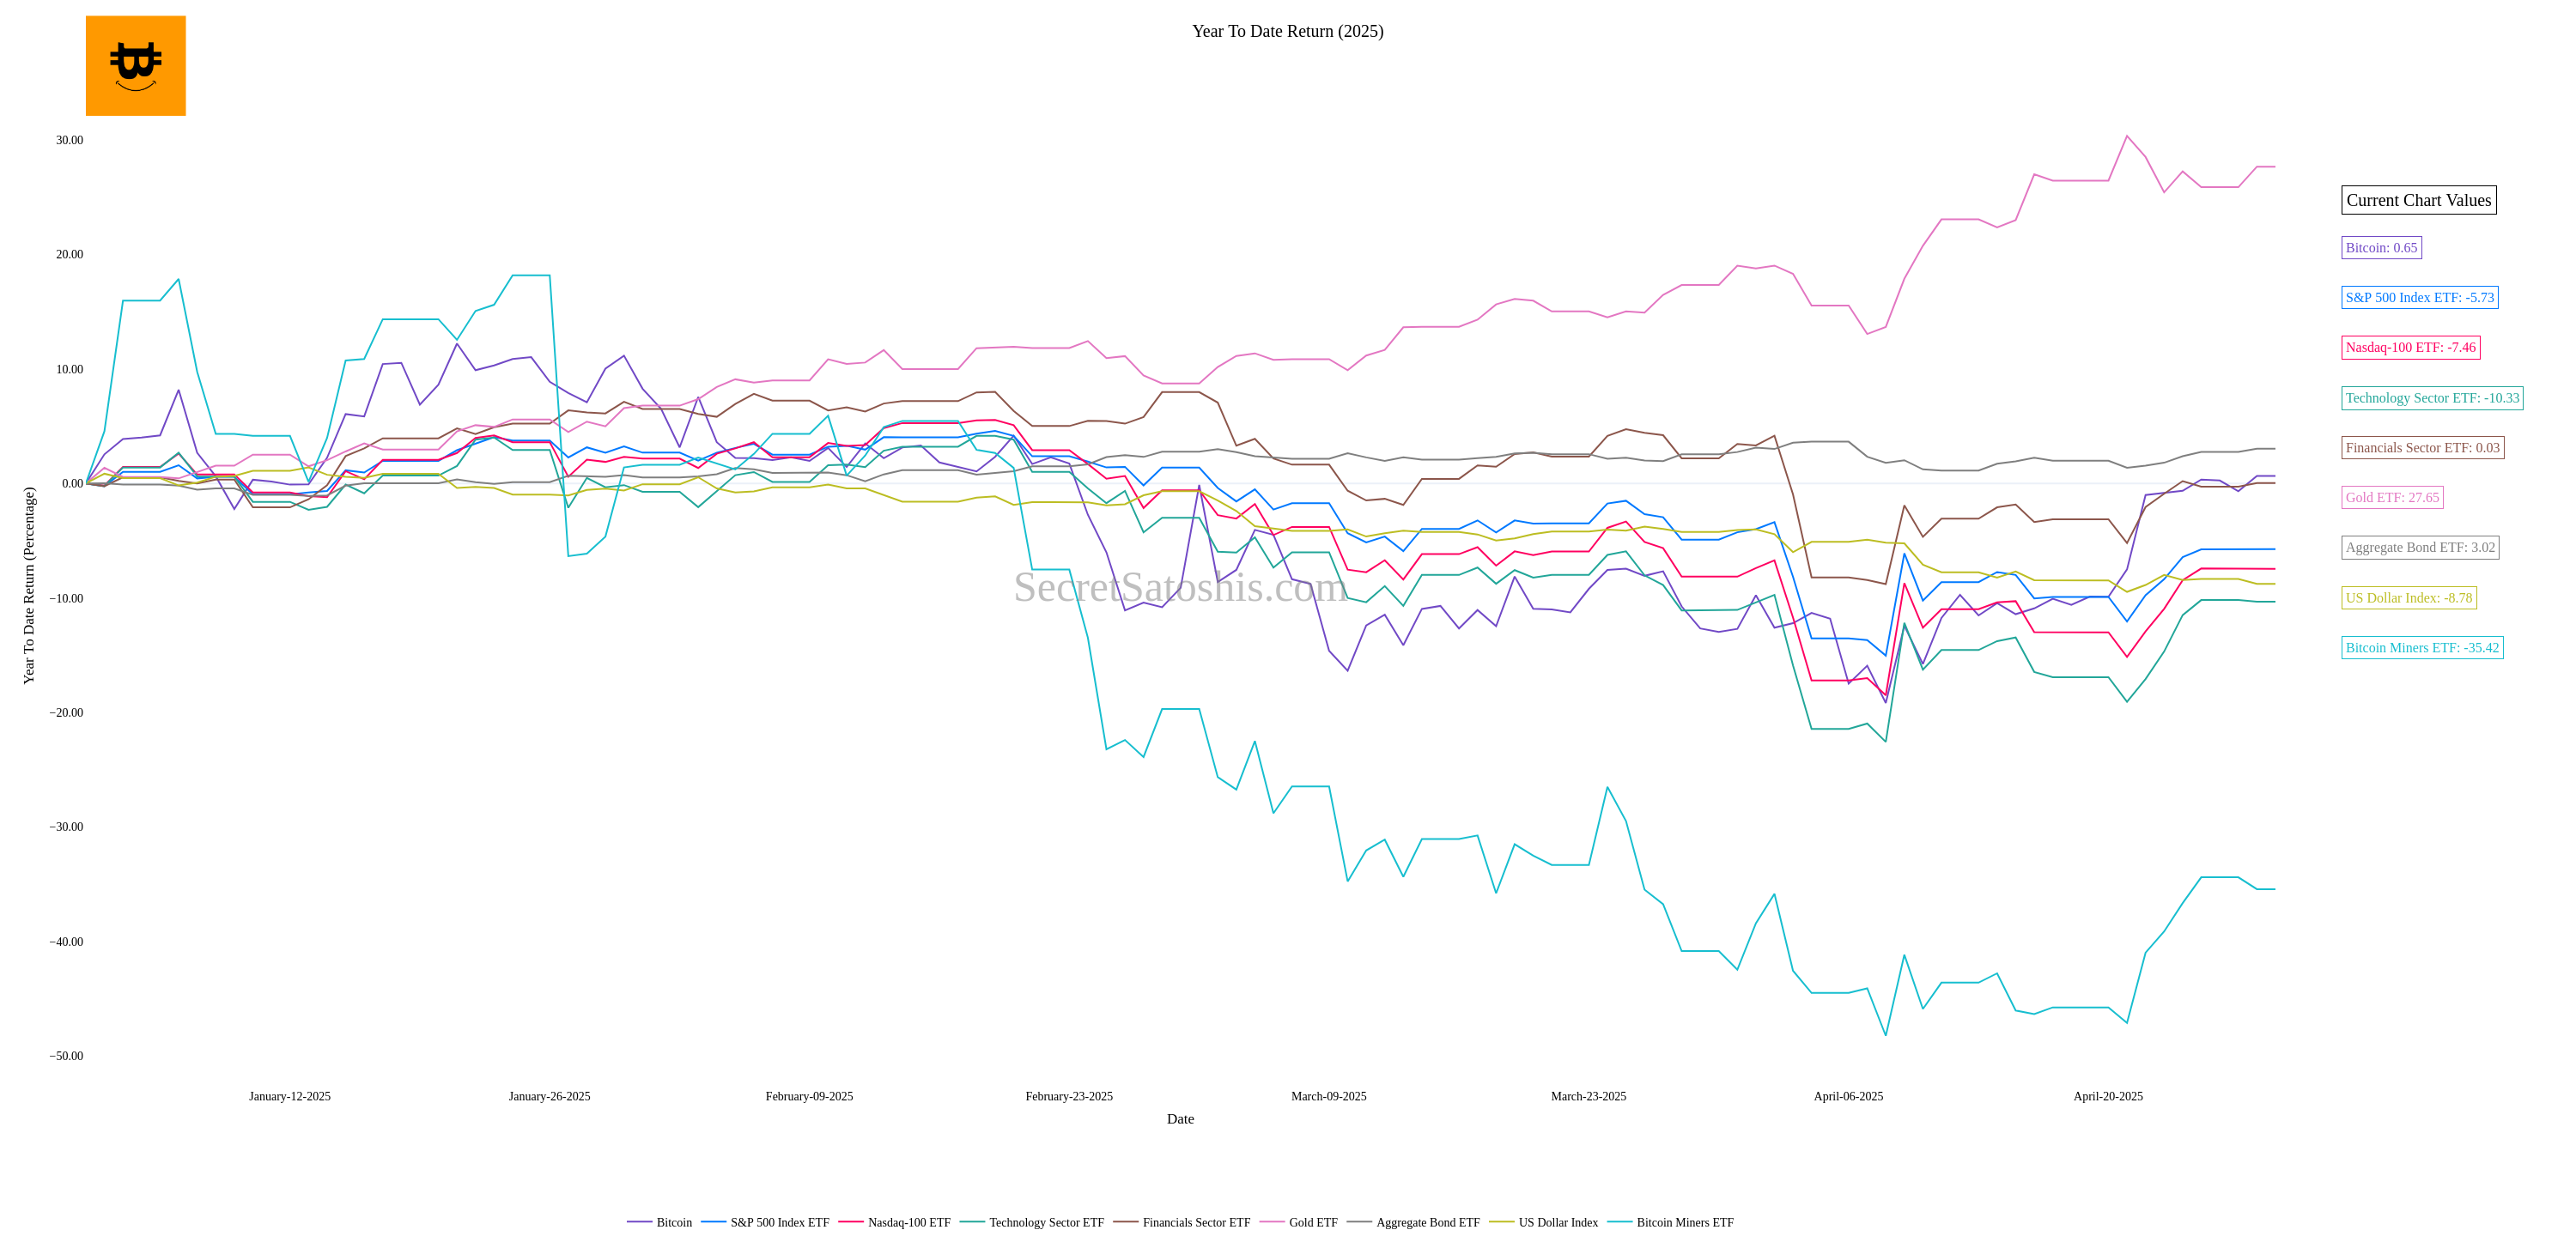 Year To Date Return (2025)
30.00
20.00
10.00
0.00
−10.00
−20.00
−30.00
−40.00
−50.00
Year To Date Return (Percentage)
SecretSatoshis.com
January-12-2025
January-26-2025
February-09-2025
February-23-2025
March-09-2025
March-23-2025
April-06-2025
April-20-2025
Date
Current Chart Values
Bitcoin: 0.65
S&P 500 Index ETF: -5.73
Nasdaq-100 ETF: -7.46
Technology Sector ETF: -10.33
Financials Sector ETF: 0.03
Gold ETF: 27.65
Aggregate Bond ETF: 3.02
US Dollar Index: -8.78
Bitcoin Miners ETF: -35.42
Bitcoin
S&P 500 Index ETF
Nasdaq-100 ETF
Technology Sector ETF
Financials Sector ETF
Gold ETF
Aggregate Bond ETF
US Dollar Index
Bitcoin Miners ETF